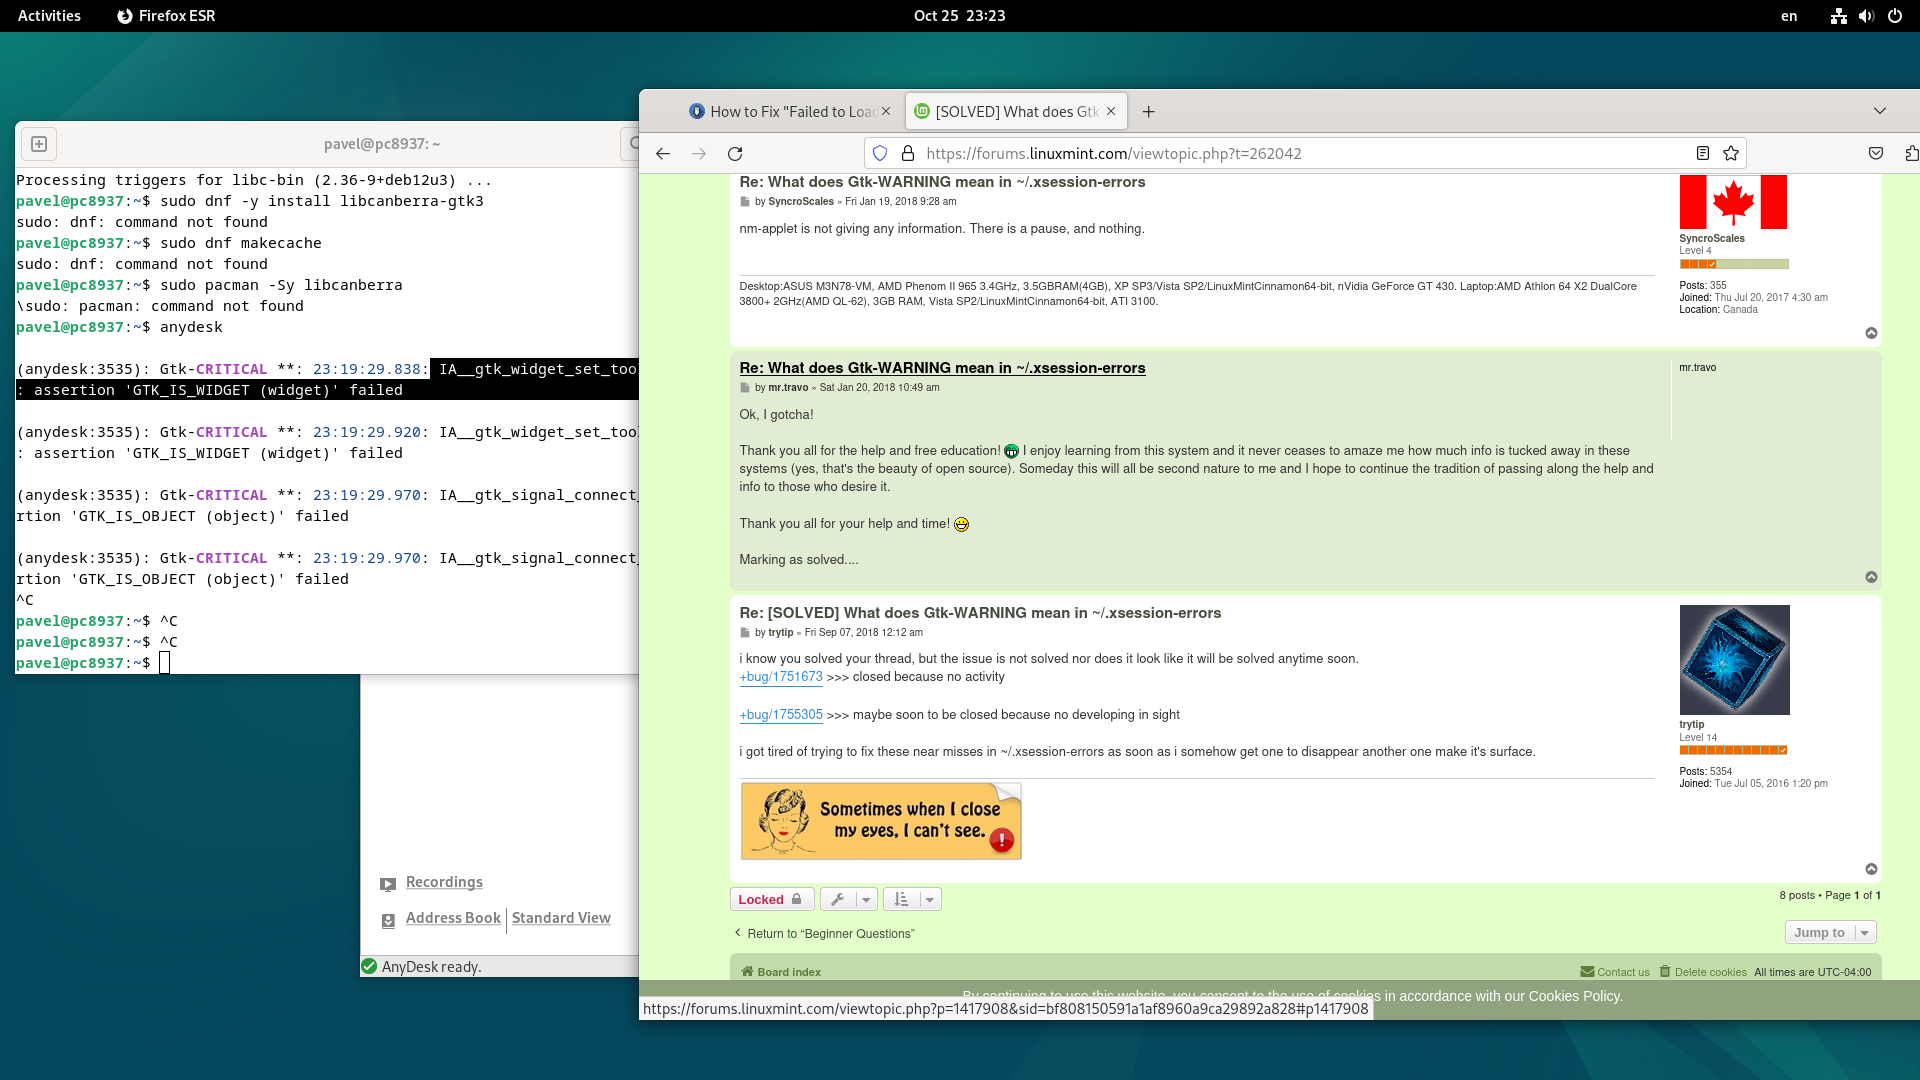 Activities
Firefox ESR
Oct 25 23:23
en
pavel@pc8937: ~
Processing triggers for libc-bin (2.36-9+deb12u3) ...
pavel@pc8937:~$ sudo dnf -y install libcanberra-gtk3
sudo: dnf: command not found
pavel@pc8937:~$ sudo dnf makecache
sudo: dnf: command not found
pavel@pc8937:~$ sudo pacman -Sy libcanberra
\sudo: pacman: command not found
pavel@pc8937:~$ anydesk
(anydesk:3535): Gtk-CRITICAL **: 23:19:29.838: IA__gtk_widget_set_too
: assertion 'GTK_IS_WIDGET (widget)' failed
(anydesk:3535): Gtk-CRITICAL **: 23:19:29.920: IA__gtk_widget_set_too
: assertion 'GTK_IS_WIDGET (widget)' failed
(anydesk:3535): Gtk-CRITICAL **: 23:19:29.970: IA__gtk_signal_connect_
rtion 'GTK_IS_OBJECT (object)' failed
(anydesk:3535): Gtk-CRITICAL **: 23:19:29.970: IA__gtk_signal_connect_
rtion 'GTK_IS_OBJECT (object)' failed
^C
pavel@pc8937:~$ ^C
pavel@pc8937:~$ ^C
pavel@pc8937:~$
Recordings
Address Book
Standard View
AnyDesk ready.
How to Fix "Failed to Loa
[SOLVED] What does Gtk
https://forums.linuxmint.com/viewtopic.php?t=262042
Re: What does Gtk-WARNING mean in ~/.xsession-errors
by SyncroScales » Fri Jan 19, 2018 9:28 am
nm-applet is not giving any information. There is a pause, and nothing.
Desktop:ASUS M3N78-VM, AMD Phenom II 965 3.4GHz, 3.5GBRAM(4GB), XP SP3/Vista SP2/LinuxMintCinnamon64-bit, nVidia GeForce GT 430. Laptop:AMD Athlon 64 X2 DualCore
3800+ 2GHz(AMD QL-62), 3GB RAM, Vista SP2/LinuxMintCinnamon64-bit, ATI 3100.
SyncroScales
Level 4
Posts: 355
Joined: Thu Jul 20, 2017 4:30 am
Location: Canada
Re: What does Gtk-WARNING mean in ~/.xsession-errors
by mr.travo » Sat Jan 20, 2018 10:49 am
mr.travo
Ok, I gotcha!
Thank you all for the help and free education! I enjoy learning from this system and it never ceases to amaze me how much info is tucked away in these
systems (yes, that's the beauty of open source). Someday this will all be second nature to me and I hope to continue the tradition of passing along the help and
info to those who desire it.
Thank you all for your help and time!
Marking as solved....
Re: [SOLVED] What does Gtk-WARNING mean in ~/.xsession-errors
by trytip » Fri Sep 07, 2018 12:12 am
i know you solved your thread, but the issue is not solved nor does it look like it will be solved anytime soon.
+bug/1751673 >>> closed because no activity
+bug/1755305 >>> maybe soon to be closed because no developing in sight
i got tired of trying to fix these near misses in ~/.xsession-errors as soon as i somehow get one to disappear another one make it's surface.
Sometimes when I close
my eyes, I can't see.
trytip
Level 14
Posts: 5354
Joined: Tue Jul 05, 2016 1:20 pm
Locked
8 posts • Page 1 of 1
Return to “Beginner Questions”
Jump to
Board index
Contact us
Delete cookies
All times are UTC-04:00
By continuing to use this website, you consent to the use of cookies in accordance with our Cookies Policy.
https://forums.linuxmint.com/viewtopic.php?p=1417908&sid=bf808150591a1af8960a9ca29892a828#p1417908